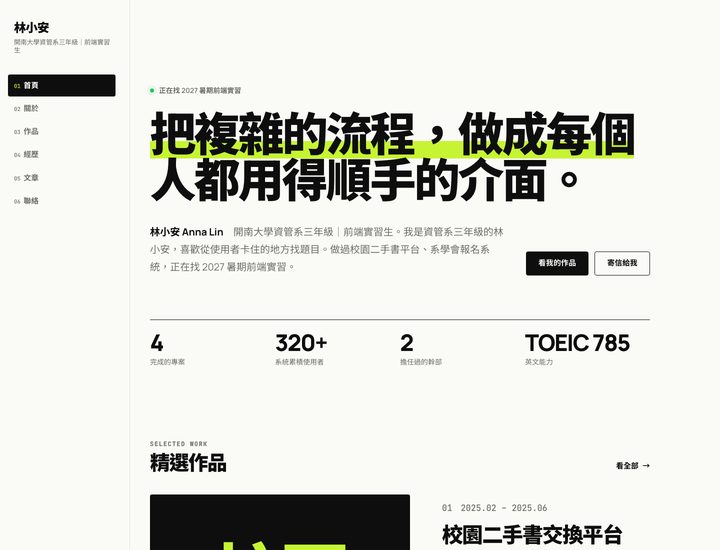 林小安
開南大學資管系三年級｜前端實習
生
01 首頁
02 關於
03 作品
04 經歷
05 文章
06 聯絡
正在找 2027 暑期前端實習
把複雜的流程，做成每個
人都用得順手的介面。
林小安 Anna Lin 開南大學資管系三年級｜前端實習生。我是資管系三年級的林
小安，喜歡從使用者卡住的地方找題目。做過校園二手書平台、系學會報名系
統，正在找 2027 暑期前端實習。
看我的作品
寄信給我
4
完成的專案
320+
系統累積使用者
2
擔任過的幹部
TOEIC 785
英文能力
SELECTED WORK
精選作品
看全部 →
01 2025.02 – 2025.06
校園二手書交換平台